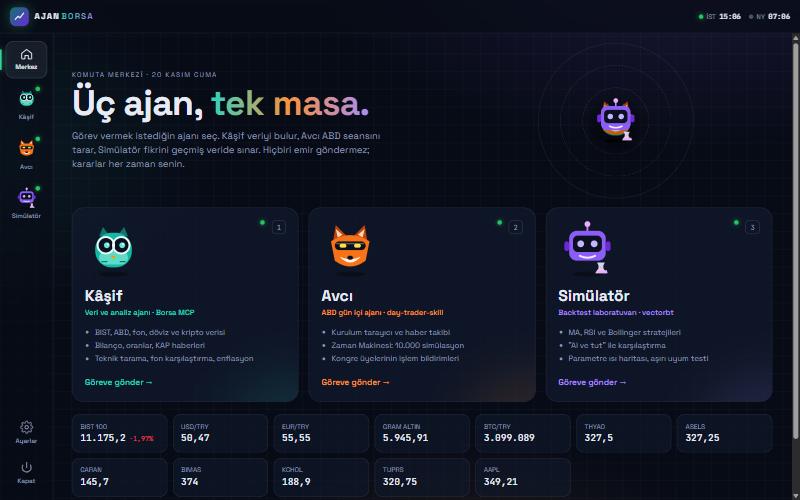 AJAN BORSA
İST 15:06 NY 07:06
Merkez
Kâşif
Avcı
Simülatör
Ayarlar
Kapat
KOMUTA MERKEZİ · 20 KASIM CUMA
Üç ajan, tek masa.
Görev vermek istediğin ajanı seç. Kâşif veriyi bulur, Avcı ABD seansını
tarar, Simülatör fikrini geçmiş veride sınar. Hiçbiri emir göndermez;
kararlar her zaman senin.
1
Kâşif
Veri ve analiz ajanı · Borsa MCP
• BIST, ABD, fon, döviz ve kripto verisi
• Bilanço, oranlar, KAP haberleri
• Teknik tarama, fon karşılaştırma, enflasyon
Göreve gönder →
2
Avcı
ABD gün içi ajanı · day-trader-skill
• Kurulum tarayıcı ve haber takibi
• Zaman Makinesi: 10.000 simülasyon
• Kongre üyelerinin işlem bildirimleri
Göreve gönder →
3
Simülatör
Backtest laboratuvarı · vectorbt
• MA, RSI ve Bollinger stratejileri
• "Al ve tut" ile karşılaştırma
• Parametre ısı haritası, aşırı uyum testi
Göreve gönder →
BIST 100
11.175,2 -1,97%
USD/TRY
50,47
EUR/TRY
55,55
GRAM ALTIN
5.945,91
BTC/TRY
3.099.089
THYAO
327,5
ASELS
327,25
GARAN
145,7
BIMAS
374
KCHOL
188,9
TUPRS
320,75
AAPL
349,21